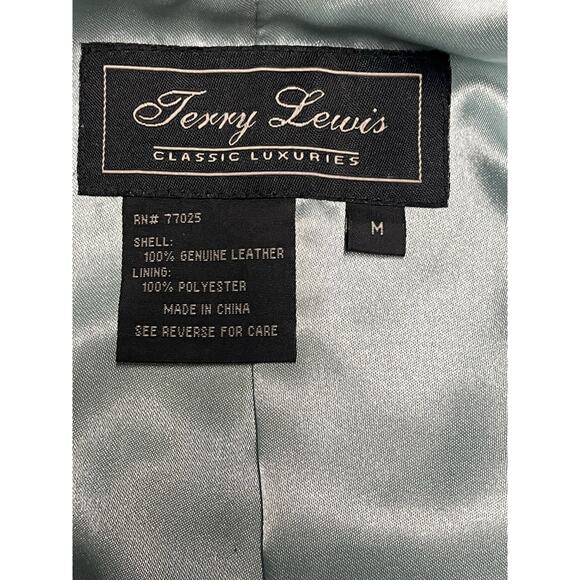 Terry Lewis
CLASSIC LUXURIES
RN# 77025
M
SHELL:
100% GENUINE LEATHER
LINING:
100% POLYESTER
MADE IN CHINA
SEE REVERSE FOR CARE